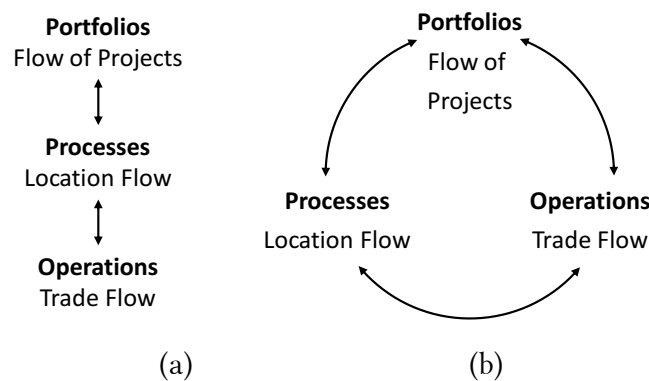 Portfolios
Flow of Projects
Processes
Location Flow
Operations
Trade Flow
(a)
Portfolios
Flow of
Projects
Processes
Location Flow
Operations
Trade Flow
(b)